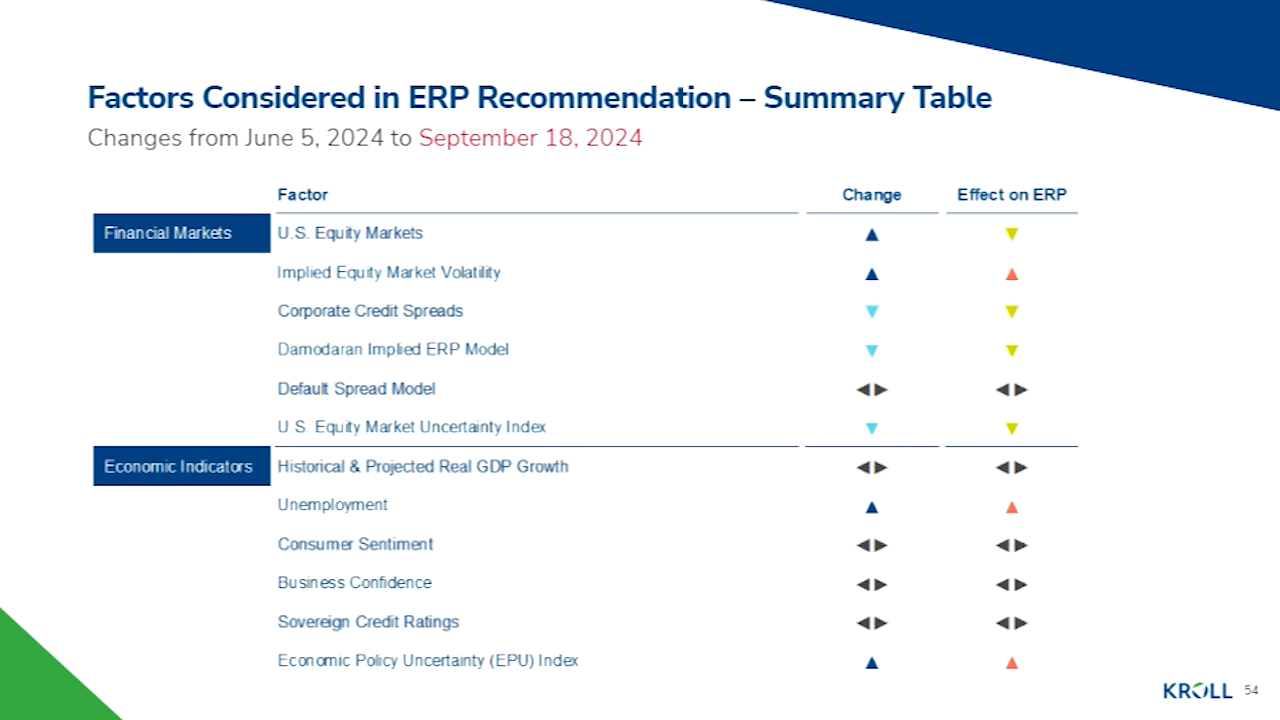 Factors Considered in ERP Recommendation – Summary Table
Changes from June 5, 2024 to September 18, 2024
Factor Change Effect on ERP
Financial Markets U.S. Equity Markets ▲ ▼
Implied Equity Market Volatility ▲ ▲
Corporate Credit Spreads ▼ ▼
Damodaran Implied ERP Model ▼ ▼
Default Spread Model ◄► ◄►
U S. Equity Market Uncertainty Index ▼ ▼
Economic Indicators Historical & Projected Real GDP Growth ◄► ◄►
Unemployment ▲ ▲
Consumer Sentiment ◄► ◄►
Business Confidence ◄► ◄►
Sovereign Credit Ratings ◄► ◄►
Economic Policy Uncertainty (EPU) Index ▲ ▲
KROLL 54